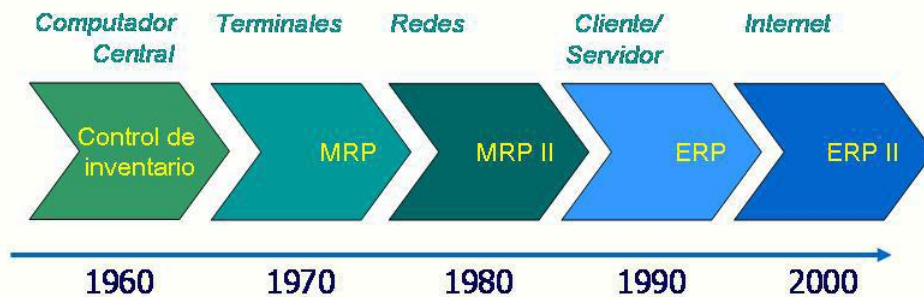 Computador
Central
Terminales
Redes
Cliente/
Servidor
Internet
Control de
inventario
MRP
MRP II
ERP
ERP II
1960
1970
1980
1990
2000